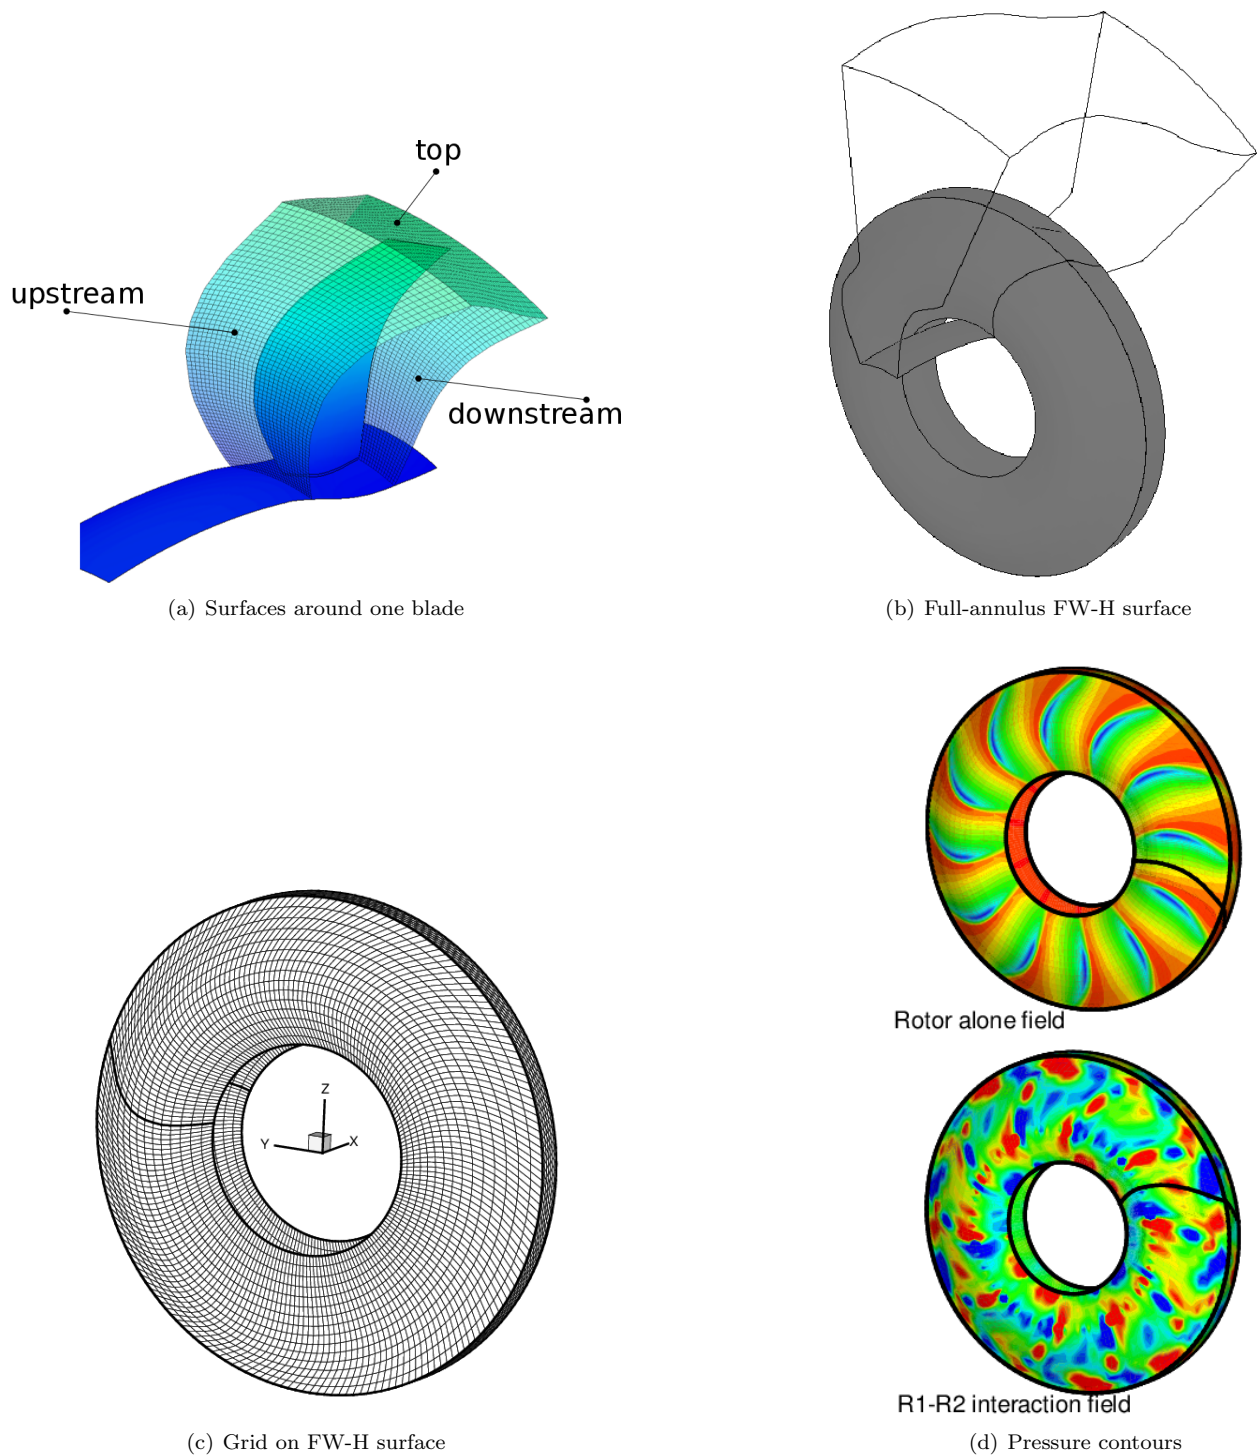 top
upstream
downstream
(a) Surfaces around one blade
(b) Full-annulus FW-H surface
Z
Y
X
(c) Grid on FW-H surface
Rotor alone field
R1-R2 interaction field
(d) Pressure contours